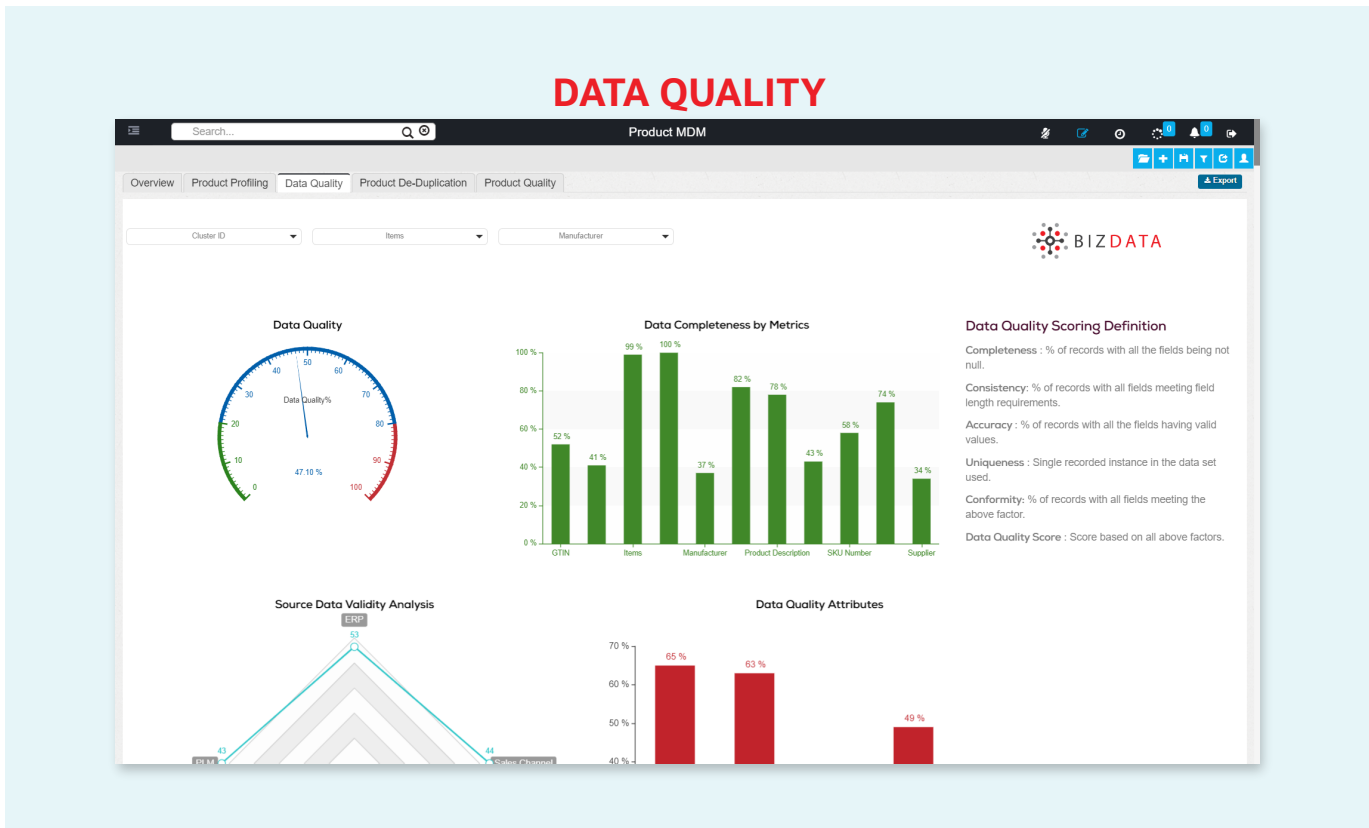 DATA QUALITY
Search...
Product MDM
0
0
Overview
Product Profiling
Data Quality
Product De-Duplication
Product Quality
Export
Cluster ID
Items
Manufacturer
BIZDATA
Data Quality
0
10
20
30
40
50
60
70
80
90
100
Data Quality%
47.10 %
Data Completeness by Metrics
100 %
80 %
60 %
40 %
20 %
0 %
52 %
41 %
99 %
100 %
37 %
82 %
78 %
43 %
58 %
74 %
34 %
GTIN
Items
Manufacturer
Product Description
SKU Number
Supplier
Data Quality Scoring Definition
Completeness : % of records with all the fields being not
null.
Consistency: % of records with all fields meeting field
length requirements.
Accuracy : % of records with all the fields having valid
values.
Uniqueness : Single recorded instance in the data set
used.
Conformity: % of records with all fields meeting the
above factor.
Data Quality Score : Score based on all above factors.
Source Data Validity Analysis
ERP
53
43
PLM
44
Sales Channel
Data Quality Attributes
70 %
60 %
50 %
40 %
65 %
63 %
49 %